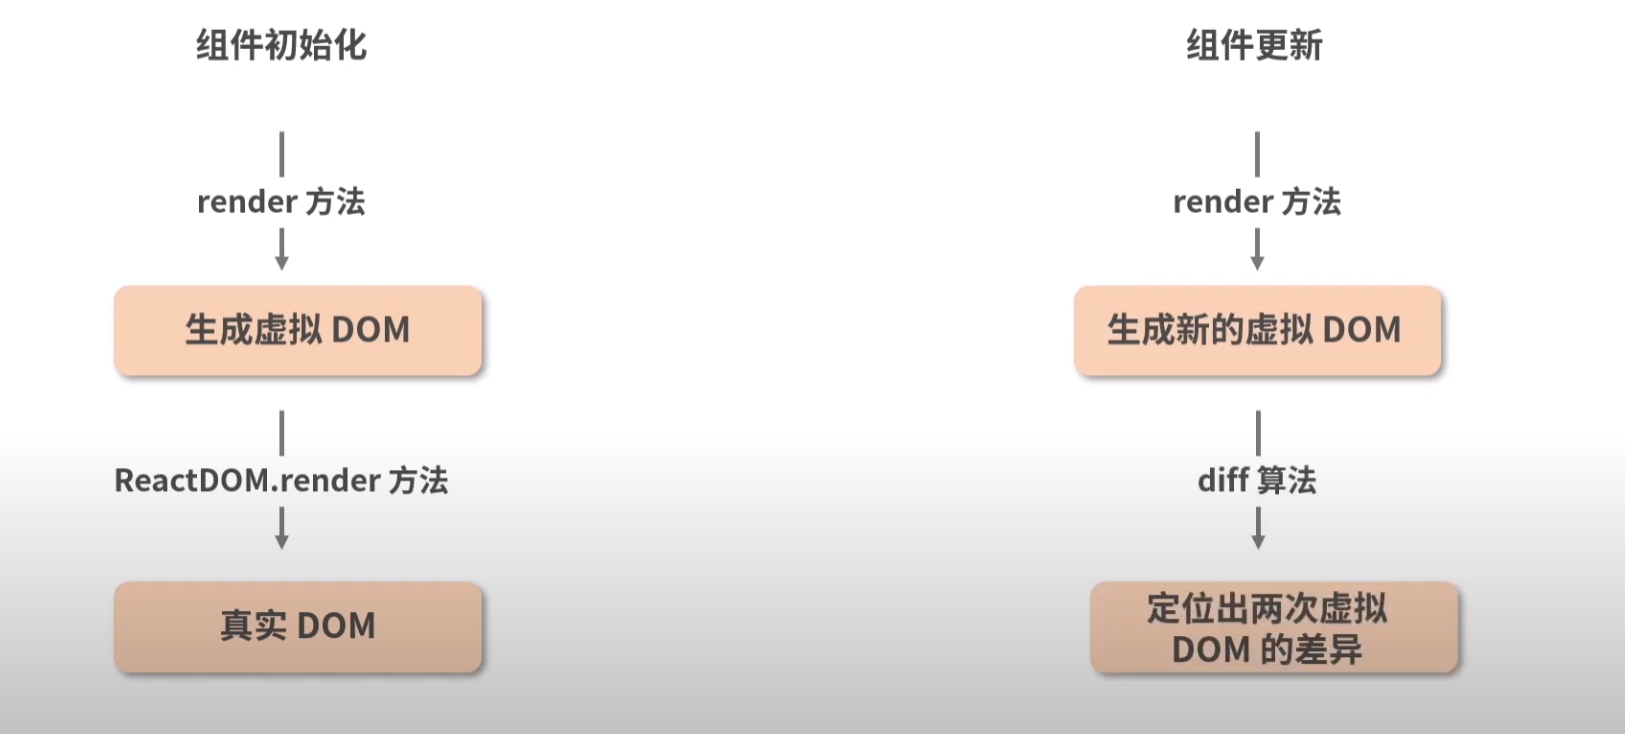 组件初始化
render 方法
生成虚拟 DOM
ReactDOM.render 方法
真实 DOM
组件更新
render 方法
生成新的虚拟 DOM
diff 算法
定位出两次虚拟
DOM 的差异